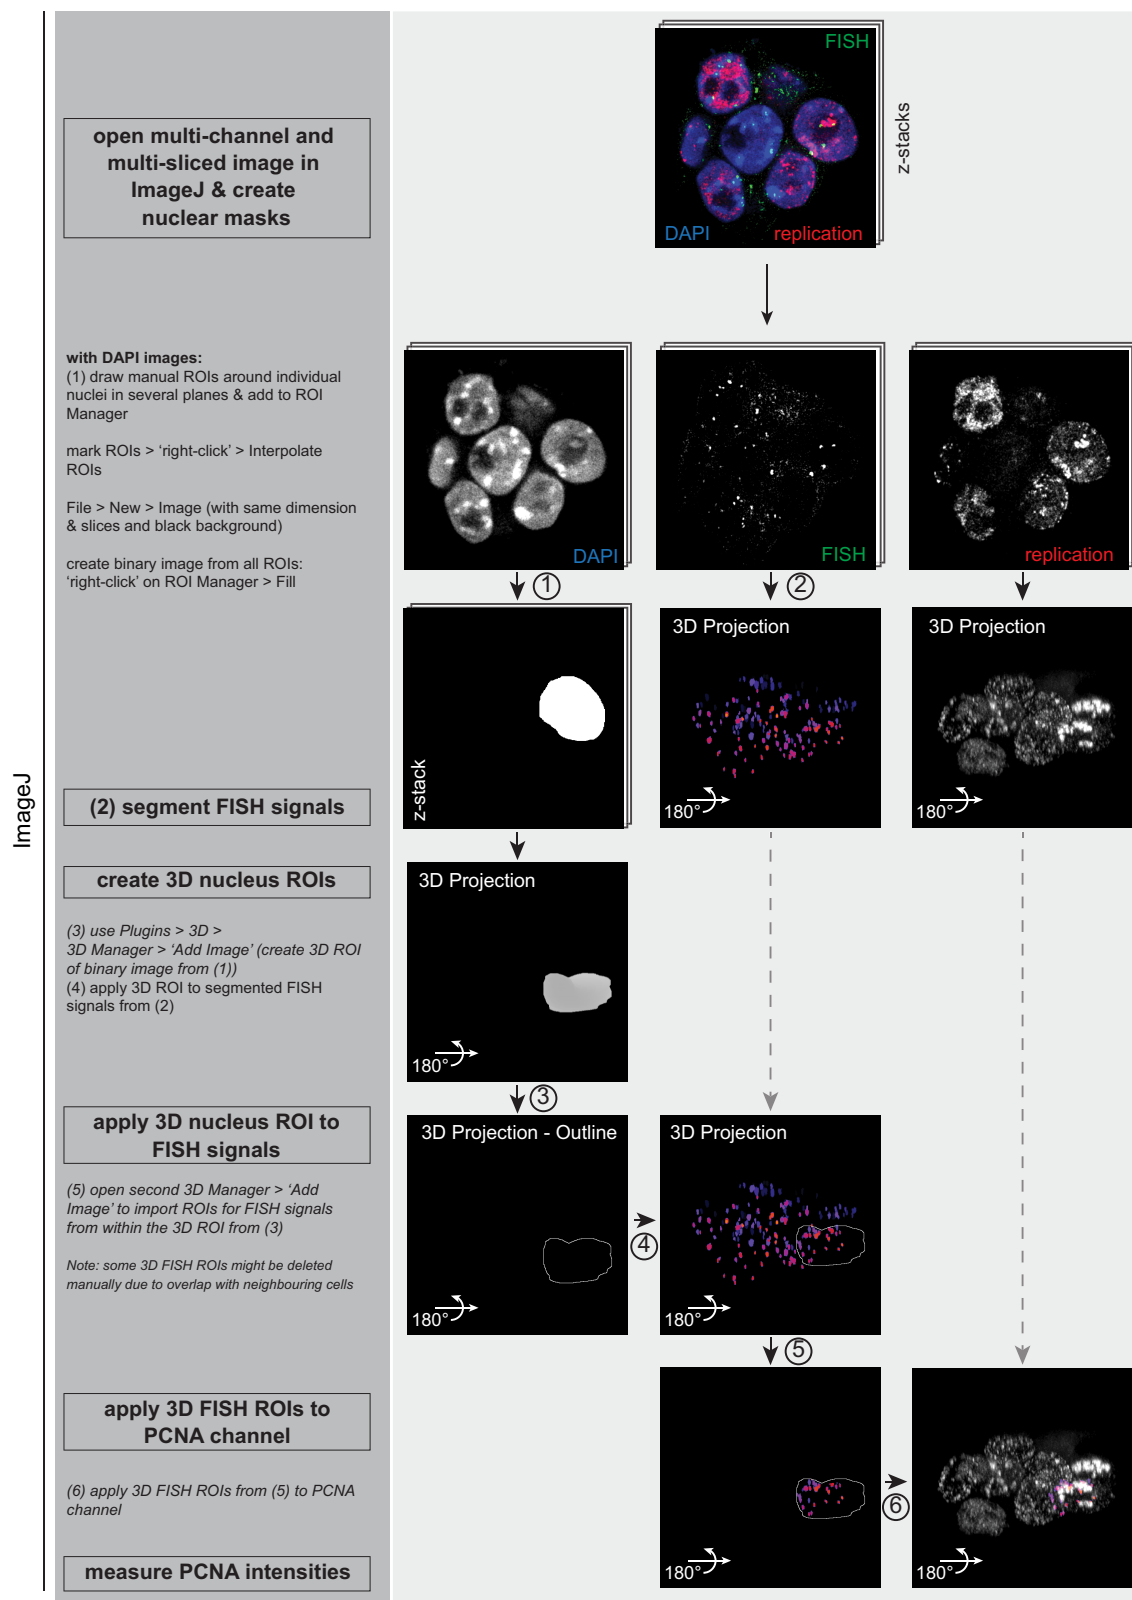 ImageJ
open multi-channel and
multi-sliced image in
ImageJ & create
nuclear masks
FISH
DAPI
replication
z-stacks
with DAPI images:
(1) draw manual ROIs around individual
nuclei in several planes & add to ROI
Manager
mark ROIs > ‘right-click’ > Interpolate
ROIs
File > New > Image (with same dimension
& slices and black background)
create binary image from all ROIs:
‘right-click’ on ROI Manager > Fill
DAPI
FISH
replication
1
2
z-stack
3D Projection
180°
3D Projection
180°
(2) segment FISH signals
create 3D nucleus ROIs
(3) use Plugins > 3D >
3D Manager > ‘Add Image’ (create 3D ROI
of binary image from (1))
(4) apply 3D ROI to segmented FISH
signals from (2)
3D Projection
180°
3
apply 3D nucleus ROI to
FISH signals
(5) open second 3D Manager > ‘Add
Image’ to import ROIs for FISH signals
from within the 3D ROI from (3)
Note: some 3D FISH ROIs might be deleted
manually due to overlap with neighbouring cells
3D Projection - Outline
180°
4
3D Projection
180°
5
apply 3D FISH ROIs to
PCNA channel
(6) apply 3D FISH ROIs from (5) to PCNA
channel
measure PCNA intensities
180°
6
180°